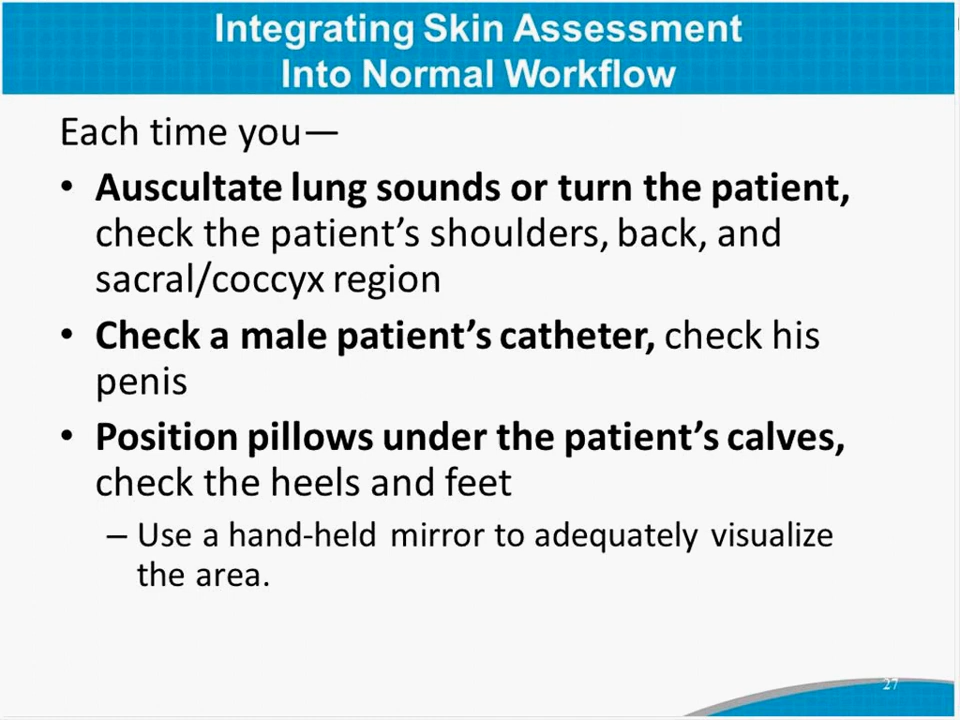 Integrating Skin Assessment
Into Normal Workflow
Each time you—
• Auscultate lung sounds or turn the patient,
check the patient’s shoulders, back, and
sacral/coccyx region
• Check a male patient’s catheter, check his
penis
• Position pillows under the patient’s calves,
check the heels and feet
– Use a hand-held mirror to adequately visualize
the area.
27